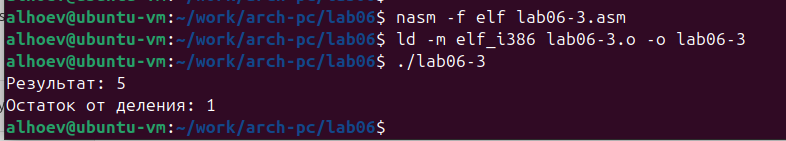 alhoev@ubuntu-vm:~/work/arch-pc/lab06$ nasm -f elf lab06-3.asm
alhoev@ubuntu-vm:~/work/arch-pc/lab06$ ld -m elf_i386 lab06-3.o -o lab06-3
alhoev@ubuntu-vm:~/work/arch-pc/lab06$ ./lab06-3
Результат: 5
Остаток от деления: 1
alhoev@ubuntu-vm:~/work/arch-pc/lab06$